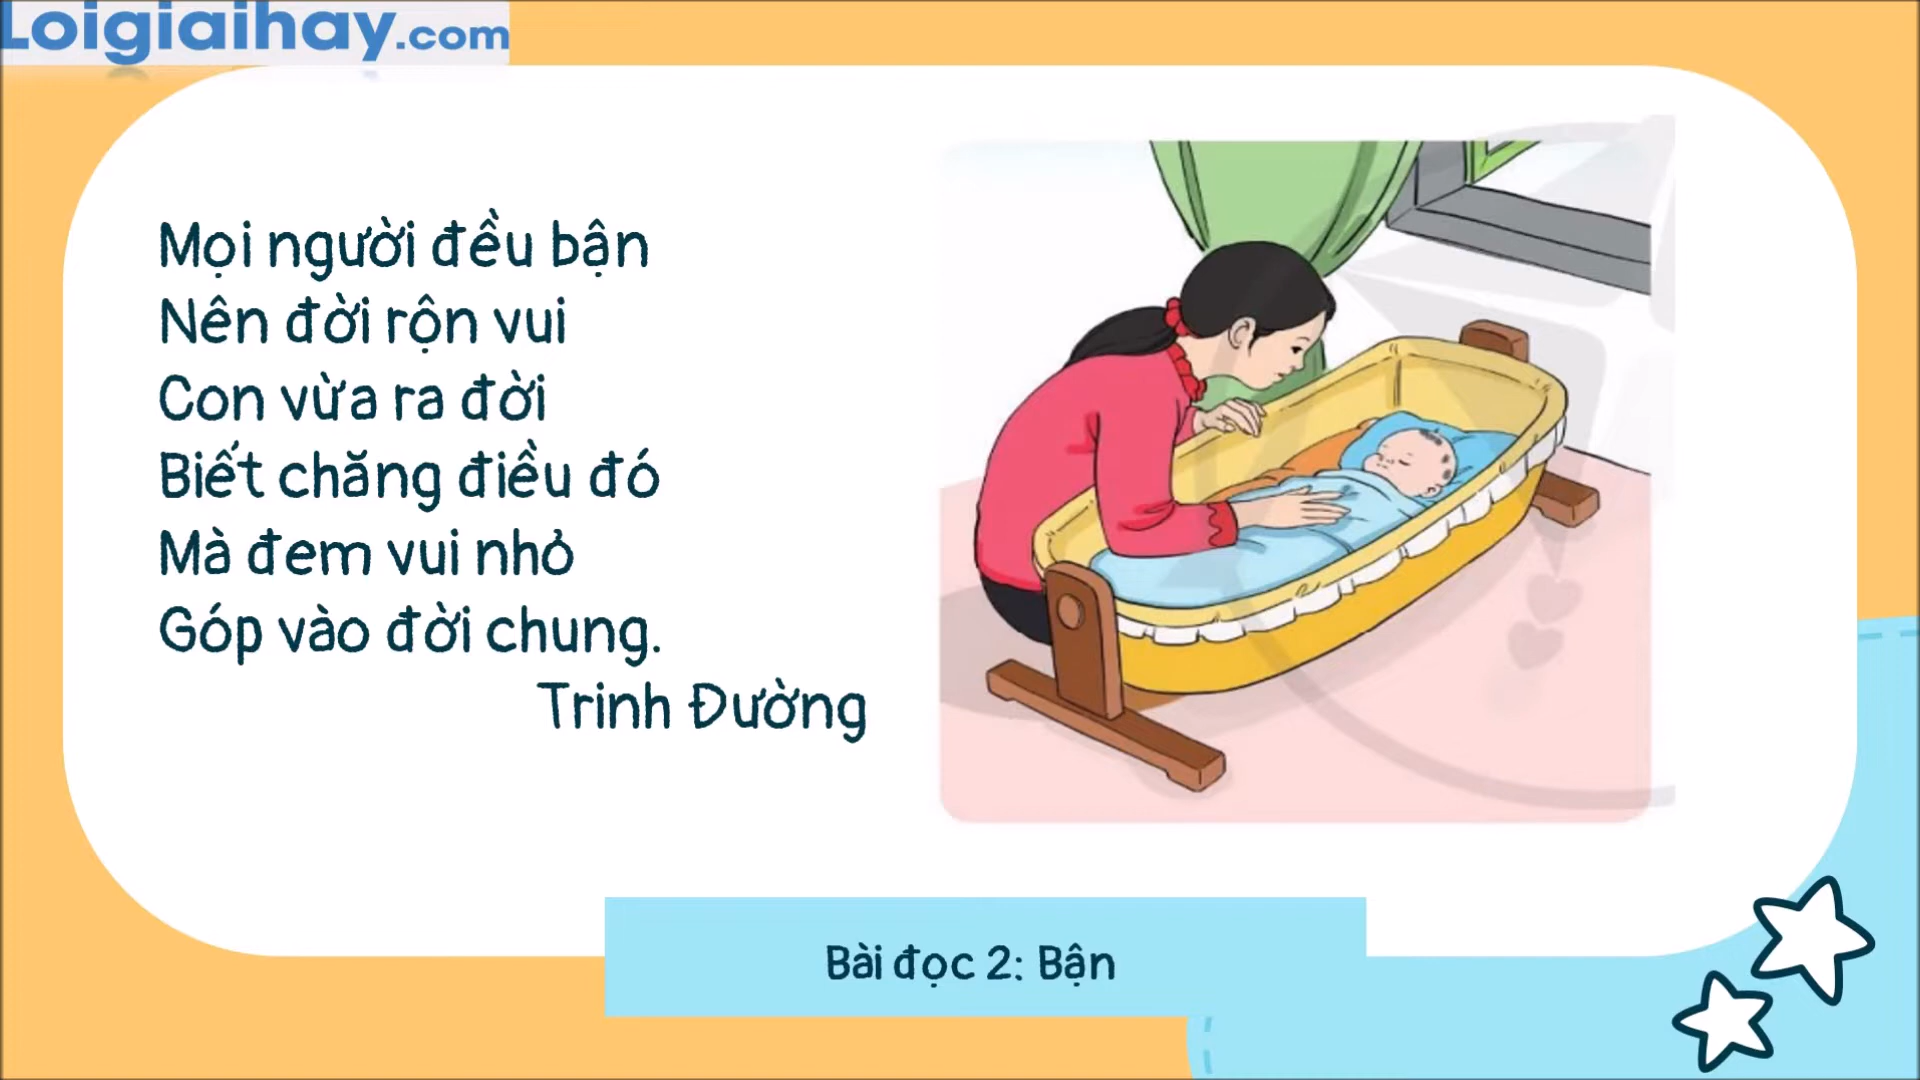 Loigiaihay.com
Mọi người đều bận
Nên đời rộn vui
Con vừa ra đời
Biết chăng điều đó
Mà đem vui nhỏ
Góp vào đời chung.
Trinh Đường
Bài đọc 2: Bận